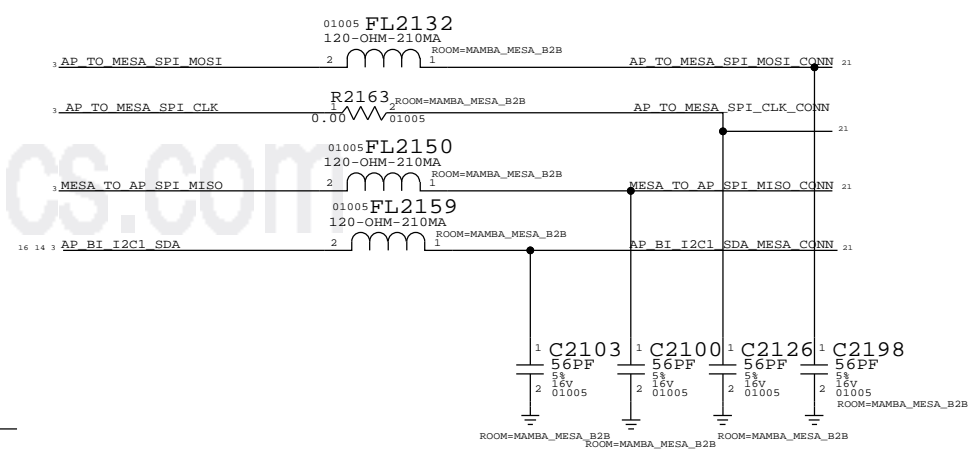 01005 FL2132
120-OHM-210MA
ROOM=MAMBA_MESA_B2B
3 AP_TO_MESA_SPI_MOSI 2 1 AP_TO_MESA_SPI_MOSI_CONN 21
R2163 ROOM=MAMBA_MESA_B2B
3 AP_TO_MESA_SPI_CLK 1 2 AP_TO_MESA_SPI_CLK_CONN
0.00 01005
21
01005 FL2150
120-OHM-210MA
ROOM=MAMBA_MESA_B2B
3 MESA_TO_AP_SPI_MISO 2 1 MESA_TO_AP_SPI_MISO_CONN 21
01005 FL2159
120-OHM-210MA
ROOM=MAMBA_MESA_B2B
16 14 3 AP_BI_I2C1_SDA 2 1 AP_BI_I2C1_SDA_MESA_CONN 21
cs.com
1 C2103 1 C2100 1 C2126 1 C2198
56PF 56PF 56PF 56PF
5% 5% 5% 5%
2 16V 2 16V 2 16V 2 16V
01005 01005 01005 01005
ROOM=MAMBA_MESA_B2B
ROOM=MAMBA_MESA_B2B ROOM=MAMBA_MESA_B2B
ROOM=MAMBA_MESA_B2B